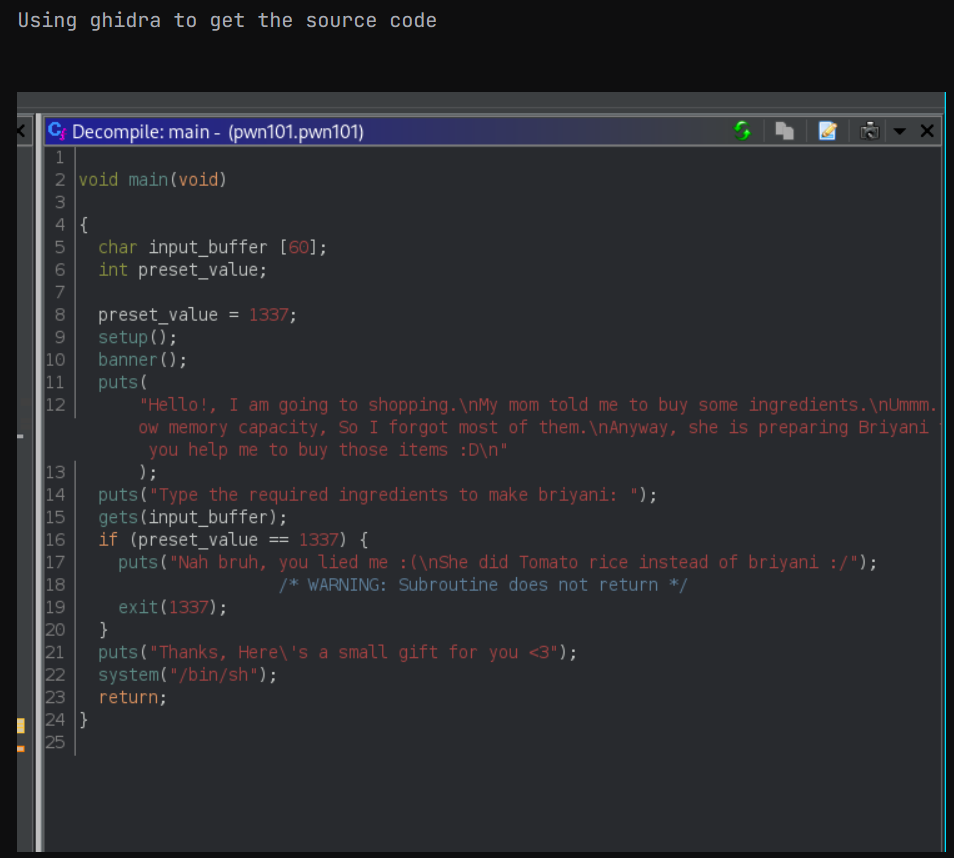 Using ghidra to get the source code
Decompile: main - (pwn101.pwn101)
1
2 void main(void)
3
4 {
5 char input_buffer [60];
6 int preset_value;
7
8 preset_value = 1337;
9 setup();
10 banner();
11 puts(
12 "Hello!, I am going to shopping.\nMy mom told me to buy some ingredients.\nUmmm.
ow memory capacity, So I forgot most of them.\nAnyway, she is preparing Briyani
you help me to buy those items :D\n"
13 );
14 puts("Type the required ingredients to make briyani: ");
15 gets(input_buffer);
16 if (preset_value == 1337) {
17 puts("Nah bruh, you lied me :(\nShe did Tomato rice instead of briyani :/");
18 /* WARNING: Subroutine does not return */
19 exit(1337);
20 }
21 puts("Thanks, Here\'s a small gift for you <3");
22 system("/bin/sh");
23 return;
24 }
25